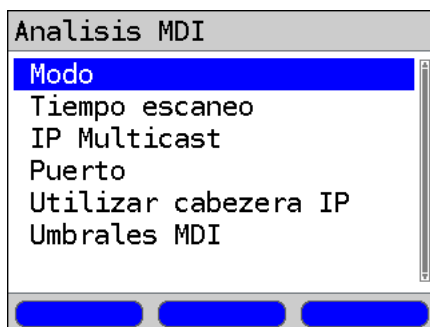 Analisis MDI
Modo
Tiempo escaneo
IP Multicast
Puerto
Utilizar cabezera IP
Umbrales MDI